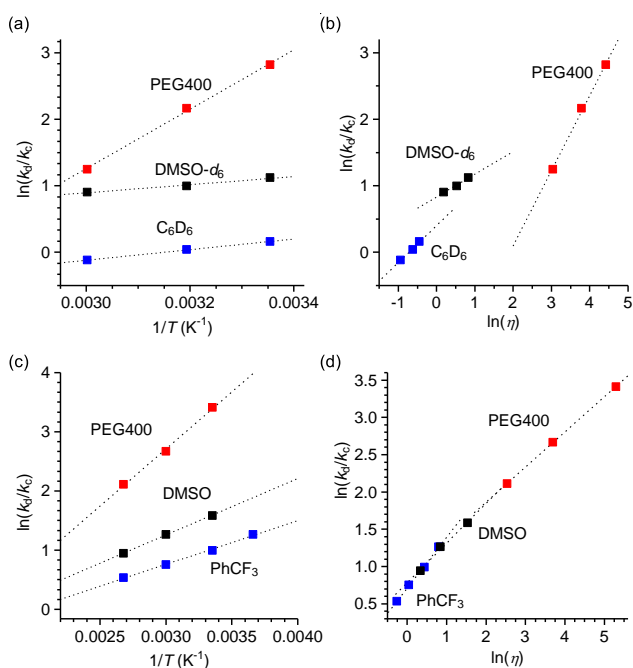 (a)
3
2
1
0
ln(kd/kc)
PEG400
DMSO-d6
C6D6
0.0030
0.0032
0.0034
1/T (K-1)
(b)
3
2
1
0
ln(kd/kc)
PEG400
DMSO-d6
C6D6
-1
0
1
2
3
4
5
ln(η)
(c)
4
3
2
1
0
ln(kd/kc)
PEG400
DMSO
PhCF3
0.0025
0.0030
0.0035
0.0040
1/T (K-1)
(d)
3.5
3.0
2.5
2.0
1.5
1.0
0.5
ln(kd/kc)
PEG400
DMSO
PhCF3
0
1
2
3
4
5
ln(η)